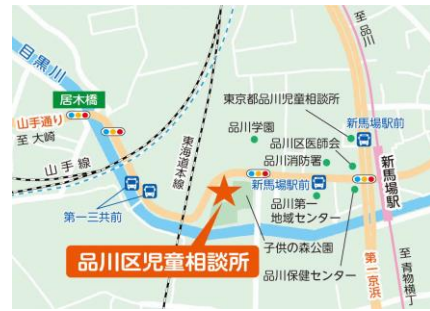 目黒川
居木橋
山手通り
至 大崎
山手線
東海道本線
第一三共前
品川区児童相談所
品川学園
東京都品川児童相談所
品川区医師会
品川消防署
新馬場駅前
新馬場駅前
品川第一
地域センター
子供の森公園
品川保健センター
至 品川
新馬場駅
第一京浜
至 青物横丁